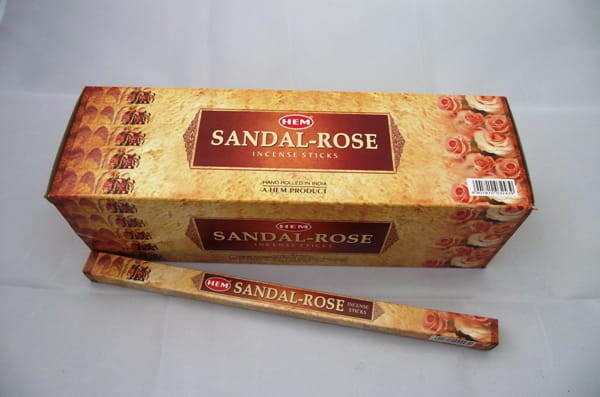 HEM
SANDAL-ROSE
INCENSE STICKS
HAND ROLLED IN INDIA
A HEM PRODUCT
HEM
SANDAL-ROSE
INCENSE STICKS
HEM
SANDAL-ROSE
INCENSE
STICKS